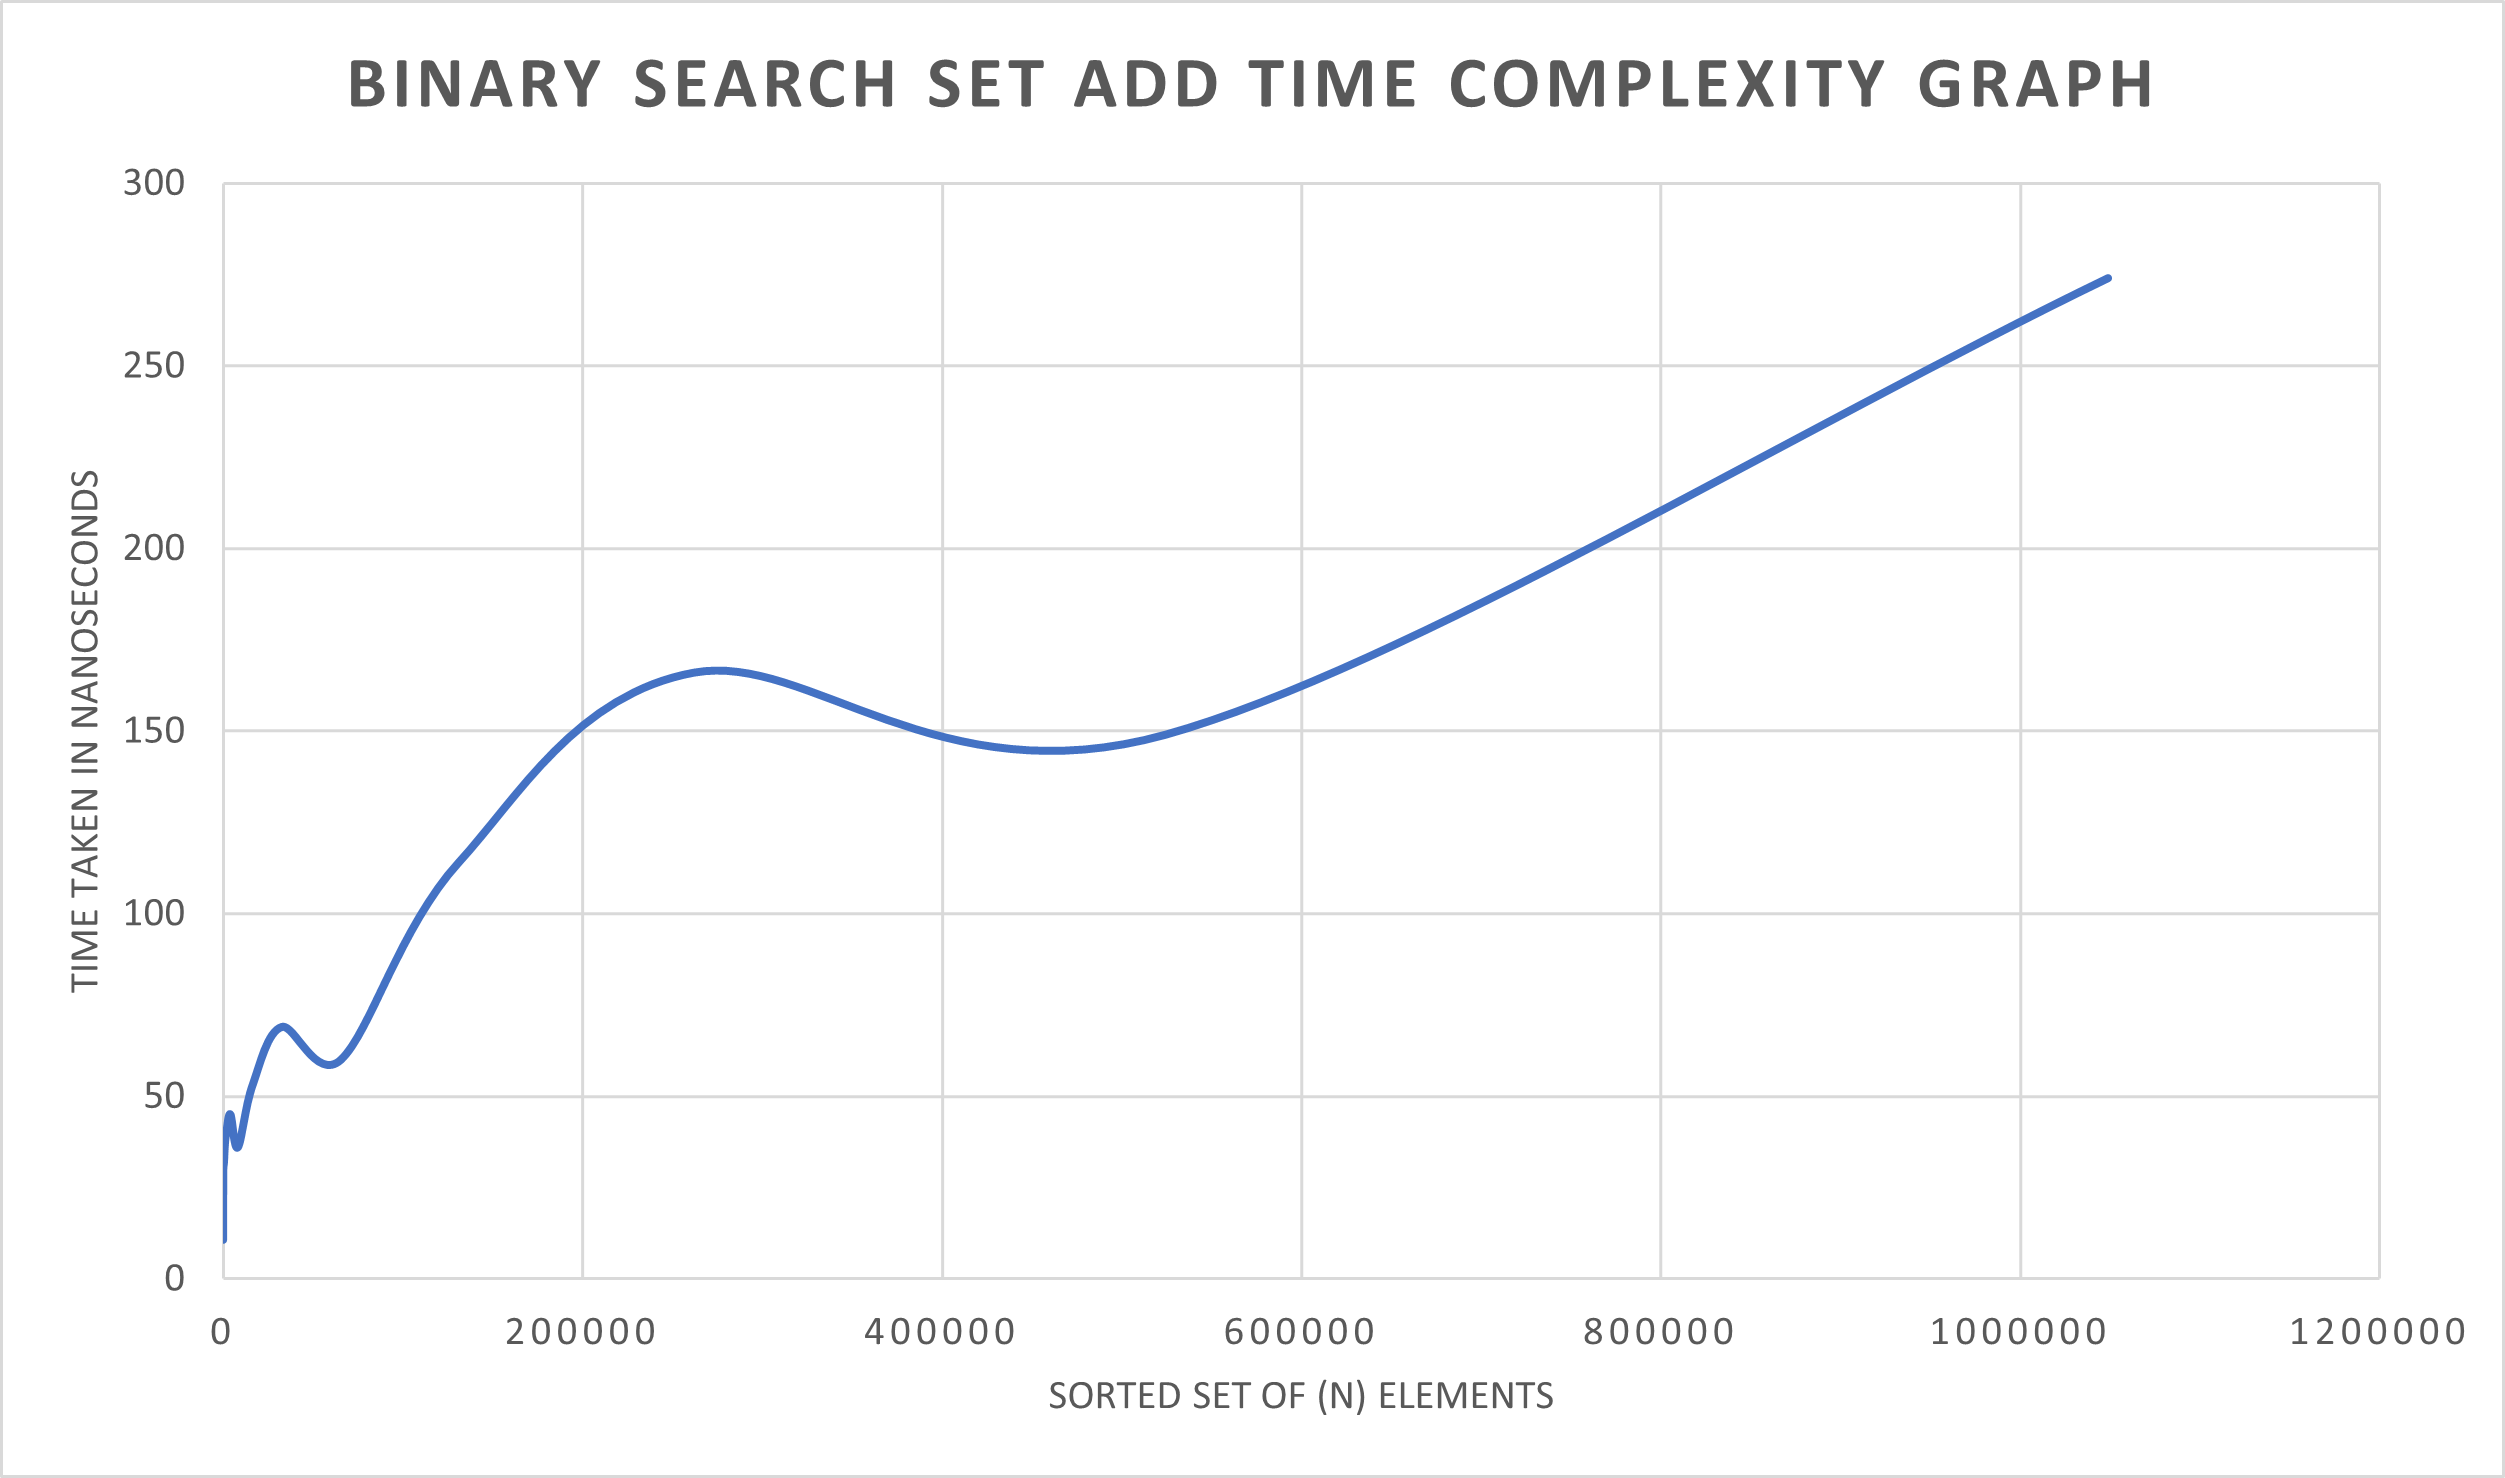 BINARY SEARCH SET ADD TIME COMPLEXITY GRAPH
TIME TAKEN IN NANOSECONDS
300
250
200
150
100
50
0
0 200000 400000 600000 800000 1000000 1200000
SORTED SET OF (N) ELEMENTS